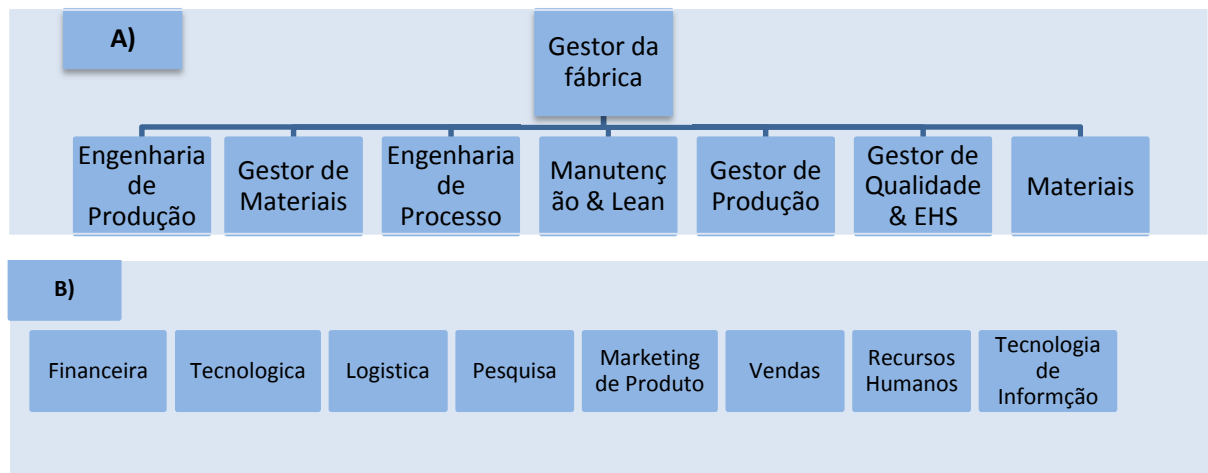 A)
Gestor da
fábrica
Engenharia
de
Produção
Gestor de
Materiais
Engenharia
de
Processo
Manutenç
ão & Lean
Gestor de
Produção
Gestor de
Qualidade
& EHS
Materiais
B)
Financeira
Tecnologica
Logistica
Pesquisa
Marketing
de Produto
Vendas
Recursos
Humanos
Tecnologia
de
Informção